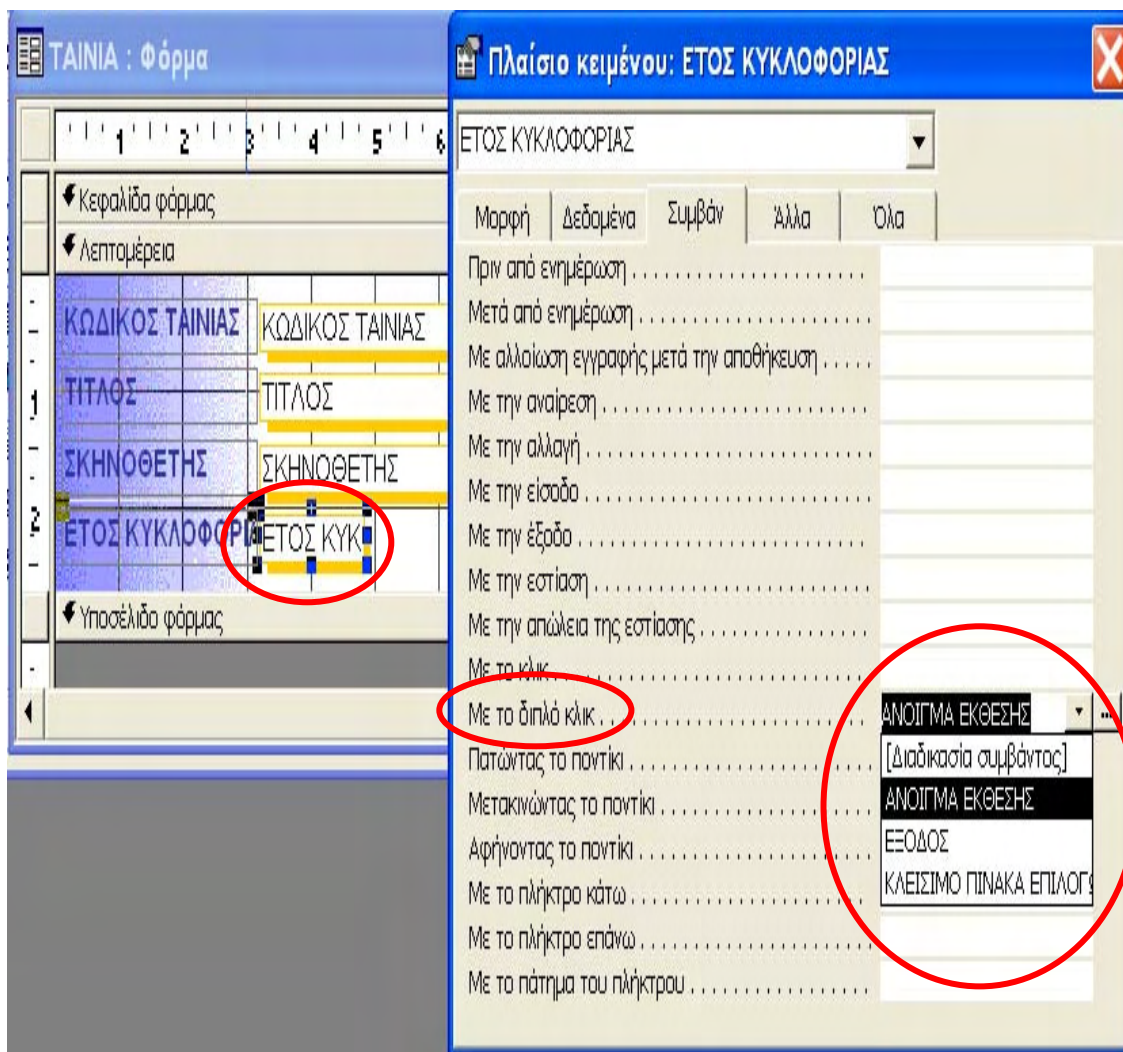 ΤΑΙΝΙΑ : Φόρμα
1 2 3 4 5 6
Κεφαλίδα φόρμας
Λεπτομέρεια
ΚΩΔΙΚΟΣ ΤΑΙΝΙΑΣ ΚΩΔΙΚΟΣ ΤΑΙΝΙΑΣ
1
ΤΙΤΛΟΣ ΤΙΤΛΟΣ
ΣΚΗΝΟΘΕΤΗΣ ΣΚΗΝΟΘΕΤΗΣ
2
ΕΤΟΣ ΚΥΚΛΟΦΟΡΙΑ ΕΤΟΣ ΚΥΚ
Υποσέλιδο φόρμας
Πλαίσιο κειμένου: ΕΤΟΣ ΚΥΚΛΟΦΟΡΙΑΣ
ΕΤΟΣ ΚΥΚΛΟΦΟΡΙΑΣ
Μορφή Δεδομένα Συμβάν Άλλα Όλα
Πριν από ενημέρωση
Μετά από ενημέρωση
Με αλλοίωση εγγραφής μετά την αποθήκευση
Με την αναίρεση
Με την αλλαγή
Με την είσοδο
Με την έξοδο
Με την εστίαση
Με την απώλεια της εστίασης
Με το κλικ
Με το διπλό κλικ ΑΝΟΙΓΜΑ ΕΚΘΕΣΗΣ ...
Πατώντας το ποντίκι [Διαδικασία συμβάντος]
Μετακινώντας το ποντίκι ΑΝΟΙΓΜΑ ΕΚΘΕΣΗΣ
Αφήνοντας το ποντίκι ΕΞΟΔΟΣ
Με το πλήκτρο κάτω ΚΛΕΙΣΙΜΟ ΠΙΝΑΚΑ ΕΠΙΛΟΓΩ
Με το πλήκτρο επάνω
Με το πάτημα του πλήκτρου